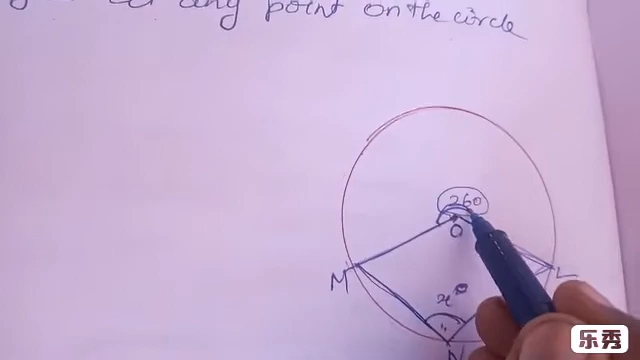 any point on the circle
260
O
M
L
x°
N
乐秀